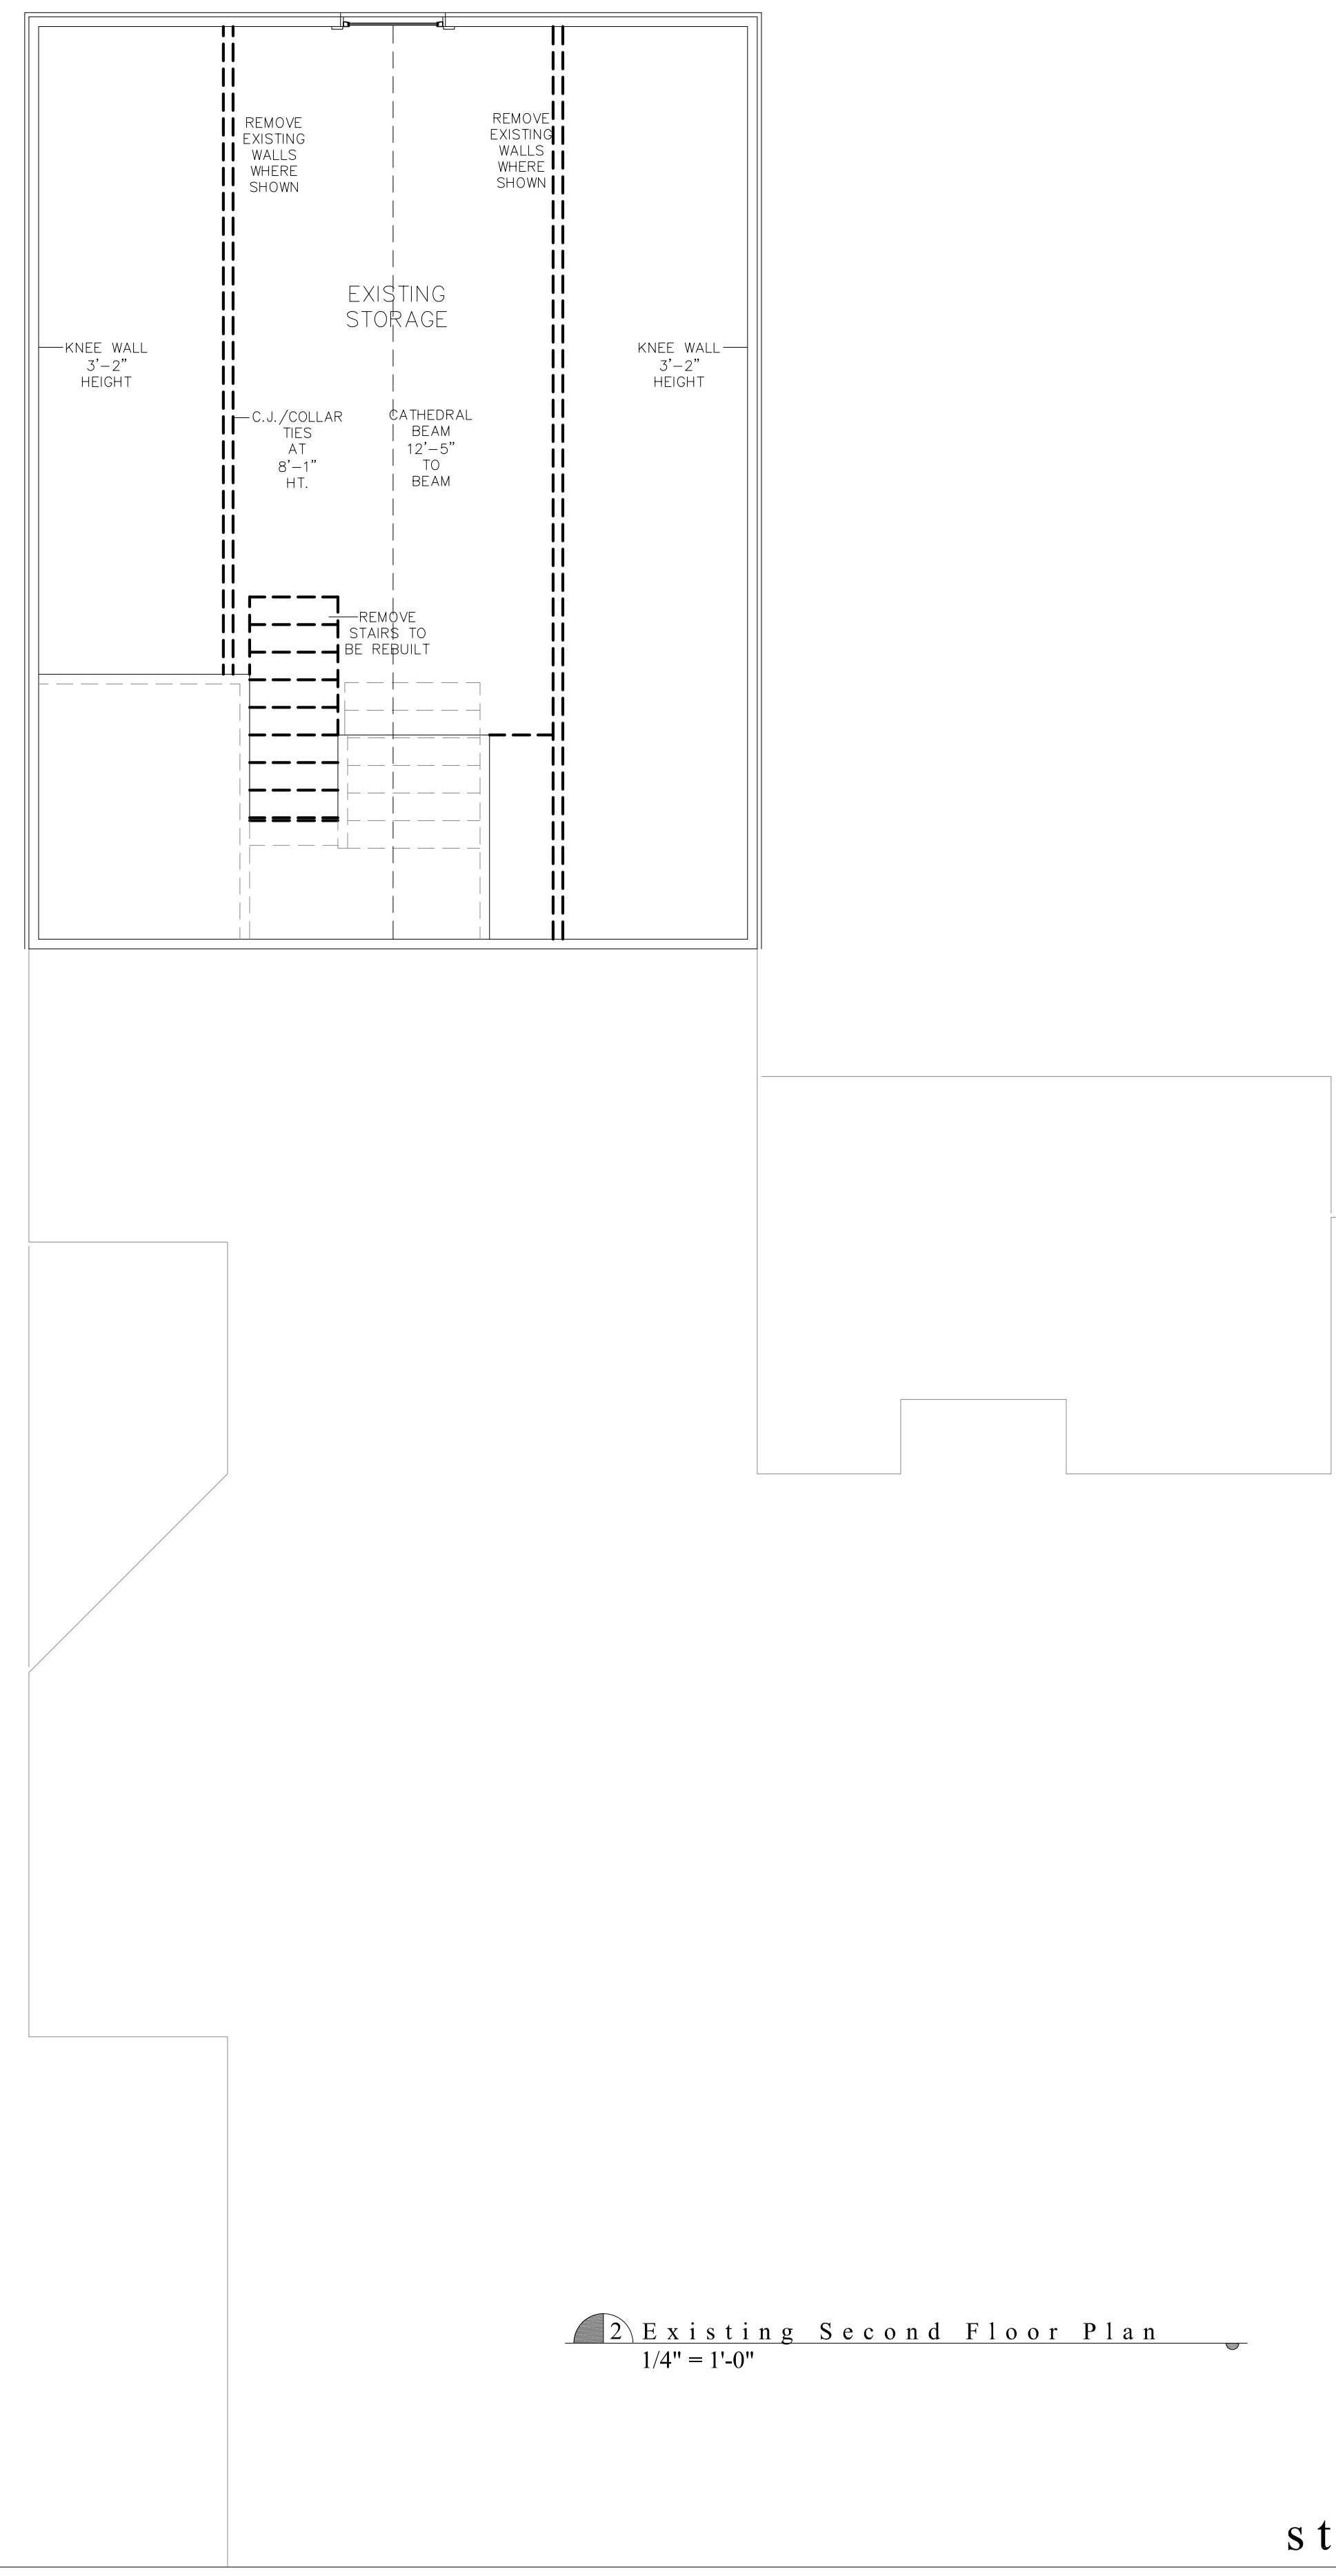 REMOVE
EXISTING
WALLS
WHERE
SHOWN
REMOVE
EXISTING
WALLS
WHERE
SHOWN
EXISTING
STORAGE
KNEE WALL
3'-2"
HEIGHT
KNEE WALL
3'-2"
HEIGHT
C.J./COLLAR
TIES
AT
8'-1"
HT.
CATHEDRAL
BEAM
12'-5"
TO
BEAM
REMOVE
STAIRS TO
BE REBUILT
2 Existing Second Floor Plan
1/4" = 1'-0"
st